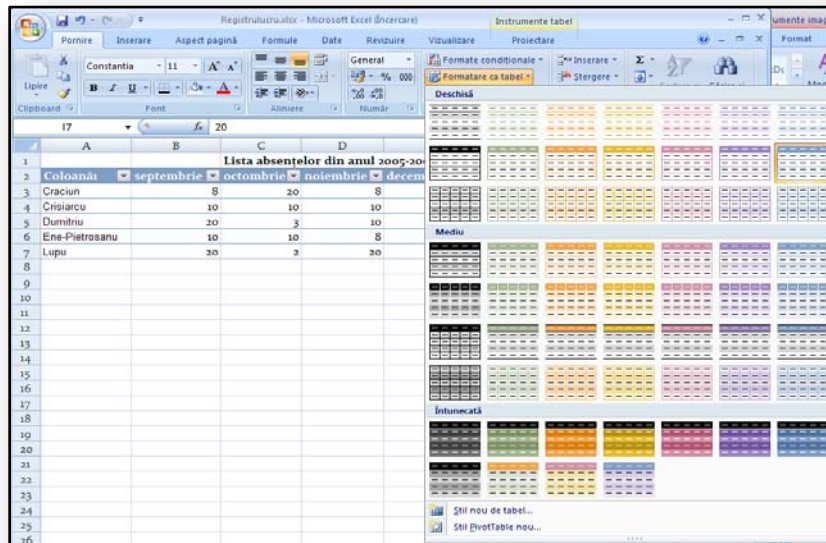 Registrulucru.xlsx - Microsoft Excel (Încercare)
Instrumente tabel
Pornire Inserare Aspect pagină Formule Date Revizuire Vizualizare Proiectare Format
Lipire
Constantia 11 A A General Formate condiționale Inserare Σ
B I U A % 000 Formatare ca tabel Ștergere
Clipboard Font Aliniere Număr
I7 fx 20
Deschisă
A B C D
1 Lista absențelor din anul 2005-20
2 Coloană1 septembrie octombrie noiembrie decem
3 Craciun 8 20 8
4 Crisiarcu 10 10 10
5 Dumitriu 20 3 10
6 Ene-Pietrosanu 10 10 8
7 Lupu 20 2 20
8
9
10
11
12
13
14
15
16
17
18
19
20
21
22
23
24
25
26
Mediu
Întunecată
Stil nou de tabel...
Stil PivotTable nou...